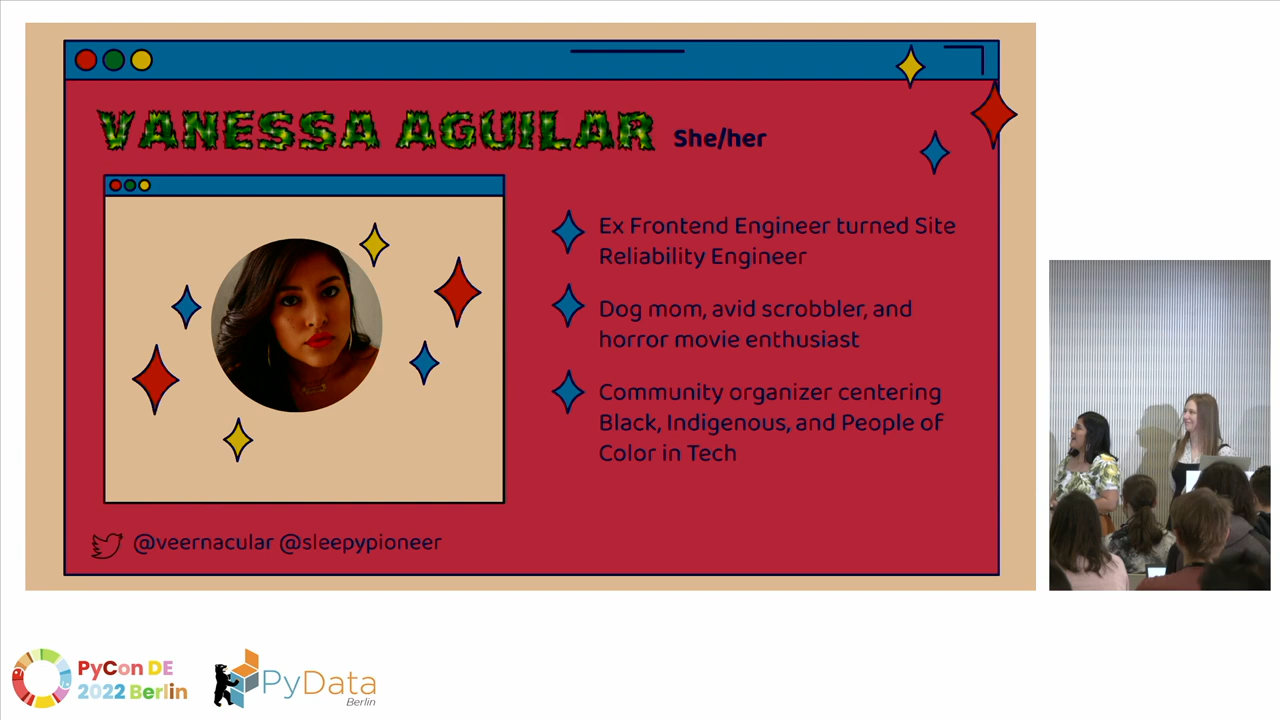 VANESSA AGUILAR She/her
Ex Frontend Engineer turned Site
Reliability Engineer
Dog mom, avid scrobbler, and
horror movie enthusiast
Community organizer centering
Black, Indigenous, and People of
Color in Tech
@veernacular @sleepypioneer
PyCon DE
2022 Berlin
PyData
Berlin